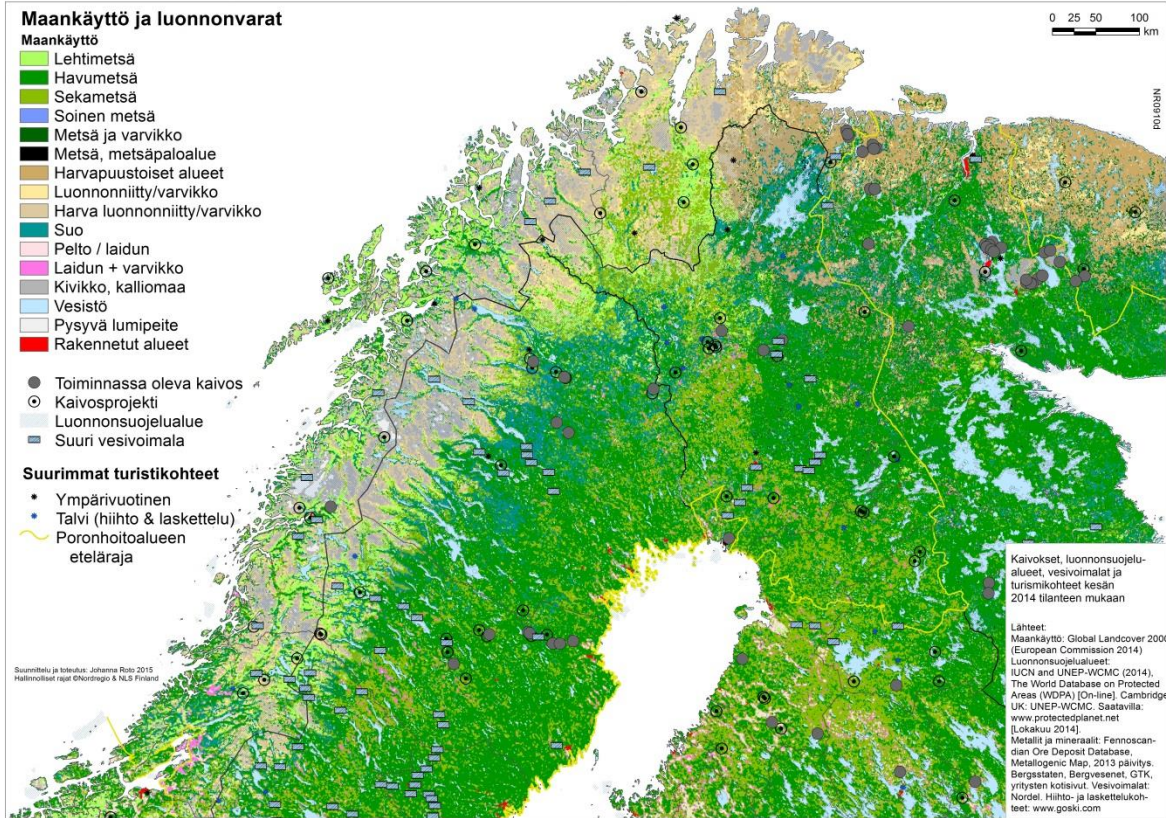 Maankäyttö ja luonnonvarat
Maankäyttö
Lehtimetsä
Havumetsä
Sekametsä
Soinen metsä
Metsä ja varvikko
Metsä, metsäpaloalue
Harvapuustoiset alueet
Luonnonniitty/varvikko
Harva luonnonniitty/varvikko
Suo
Pelto / laidun
Laidun + varvikko
Kivikko, kalliomaa
Vesistö
Pysyvä lumipeite
Rakennetut alueet
Toiminnassa oleva kaivos
Kaivosprojekti
Luonnonsuojelualue
Suuri vesivoimala
Suurimmat turistikohteet
Ympärivuotinen
Talvi (hiihto & laskettelu)
Poronhoitoalueen
eteläraja
Suunnittelu ja toteutus: Johanna Roto 2015
Hallinnolliset rajat ©Nordregio & NLS Finland
0 25 50 100
km
NR0910d
Kaivokset, luonnonsuojelu-
alueet, vesivoimalat ja
turismikohteet kesän
2014 tilanteen mukaan
Lähteet:
Maankäyttö: Global Landcover 2000
(European Commission 2014)
Luonnonsuojelualueet:
IUCN and UNEP-WCMC (2014),
The World Database on Protected
Areas (WDPA) [On-line]. Cambridge,
UK: UNEP-WCMC. Saatavilla:
www.protectedplanet.net
[Lokakuu 2014].
Metallit ja mineraalit: Fennoscan-
dian Ore Deposit Database,
Metallogenic Map, 2013 päivitys.
Bergsstaten, Bergvesenet, GTK,
yritysten kotisivut. Vesivoimalat:
Nordel. Hiihto- ja laskettelukoh-
teet: www.goski.com